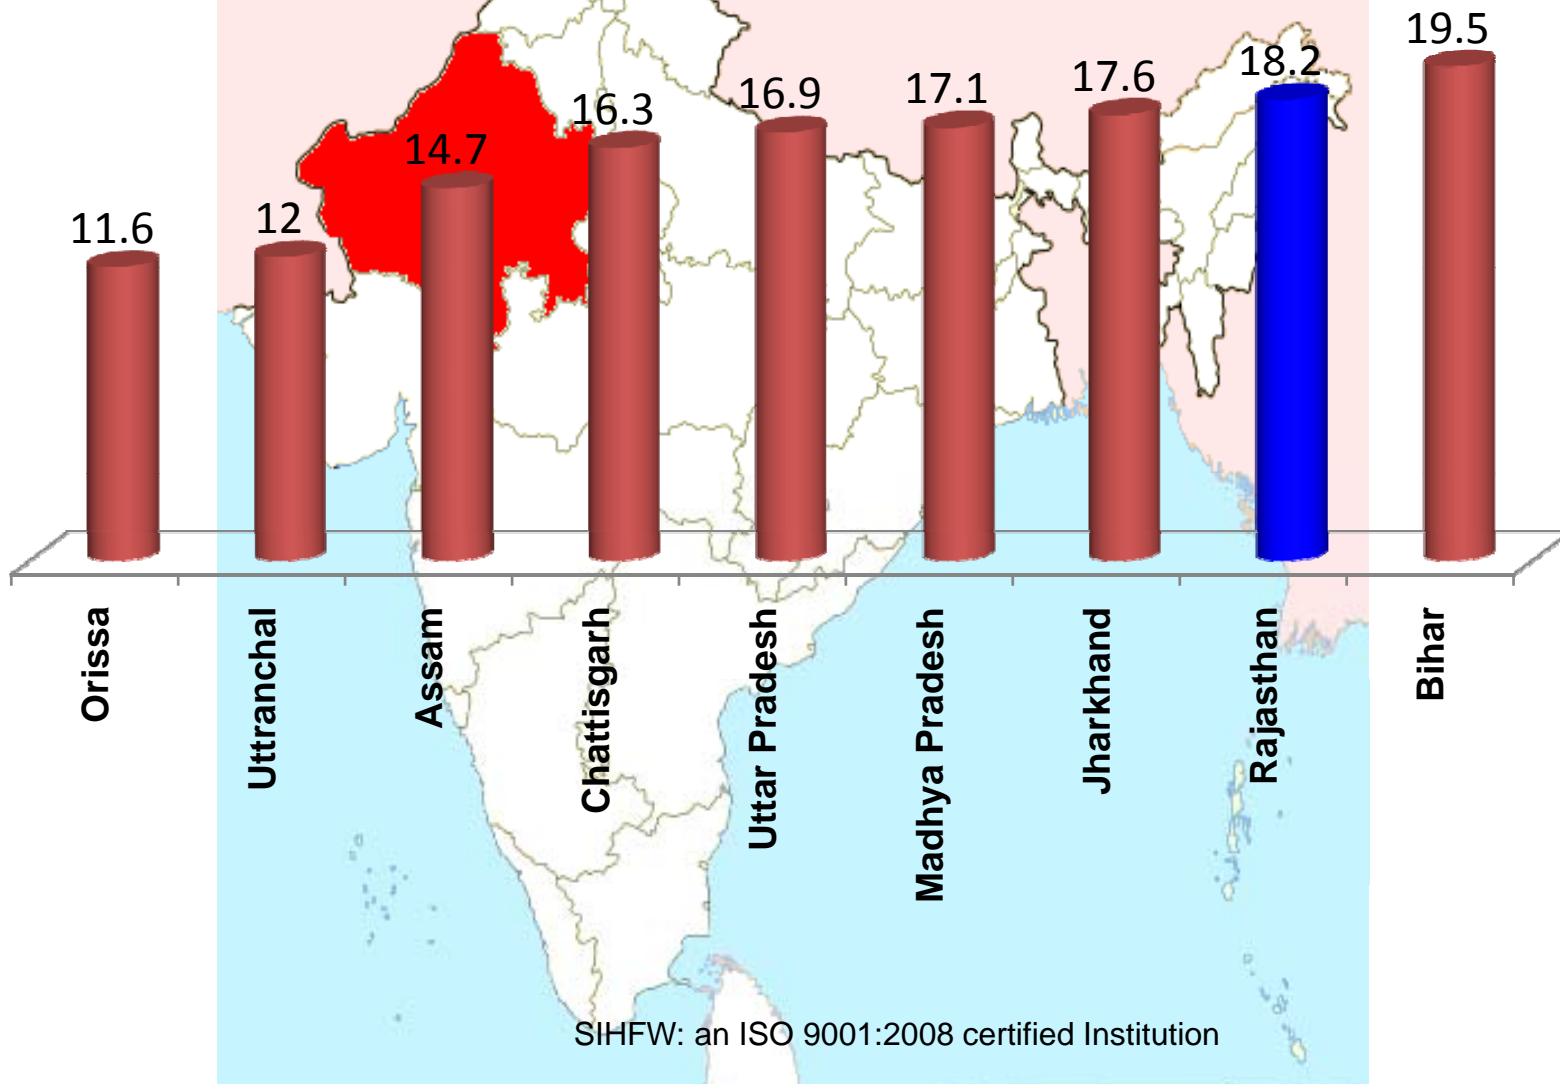 11.6
12
14.7
16.3
16.9
17.1
17.6
18.2
19.5
Orissa
Uttranchal
Assam
Chattisgarh
Uttar Pradesh
Madhya Pradesh
Jharkhand
Rajasthan
Bihar
SIHFW: an ISO 9001:2008 certified Institution